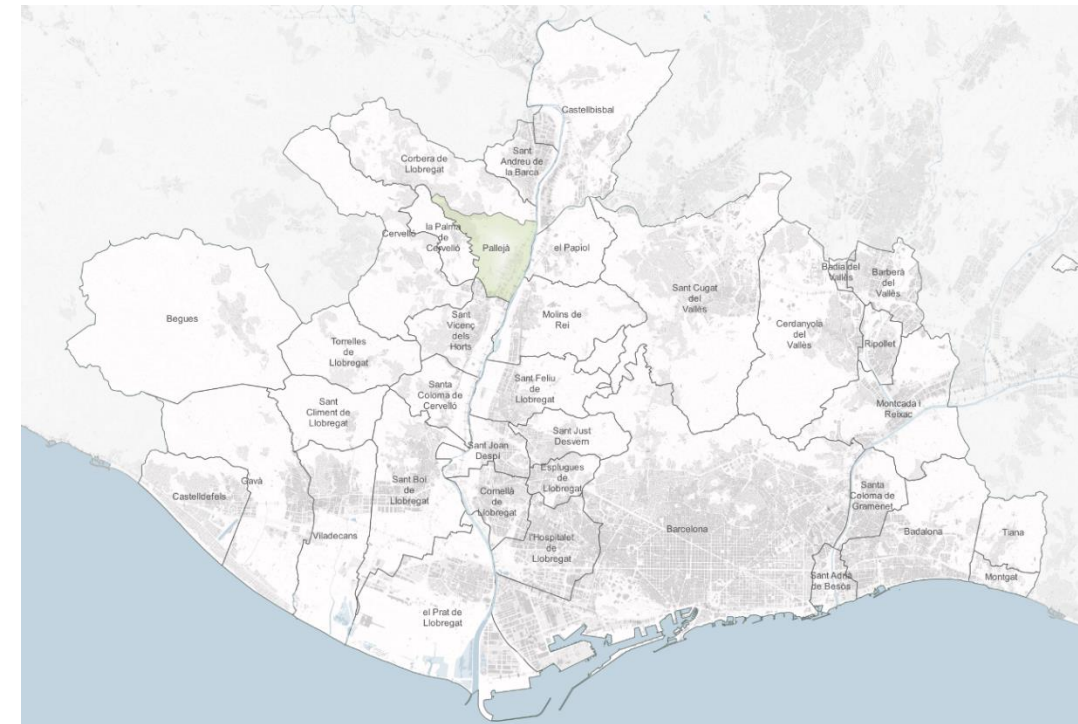 Castellbisbal
Sant
Andreu de
la Barca
Corbera de
Llobregat
Cervelló
la Palma
de
Cervelló
Pallejà
el Papiol
Sant Cugat
del
Vallès
Badia del
Vallès
Barberà
del
Vallès
Begues
Torrelles
de
Llobregat
Sant
Vicenç
dels
Horts
Molins de
Rei
Cerdanyola
del
Vallès
Ripollet
Sant
Climent de
Llobregat
Santa
Coloma de
Cervelló
Sant Feliu
de
Llobregat
Montcada i
Reixac
Sant Joan
Despí
Sant Just
Desvern
Esplugues
de
Llobregat
Castelldefels
Gavà
Viladecans
Sant Boi
de
Llobregat
Cornellà
de
Llobregat
l'Hospitalet
de
Llobregat
Barcelona
Santa
Coloma de
Gramenet
Badalona
Tiana
Montgat
Sant Adrià
de Besòs
el Prat de
Llobregat